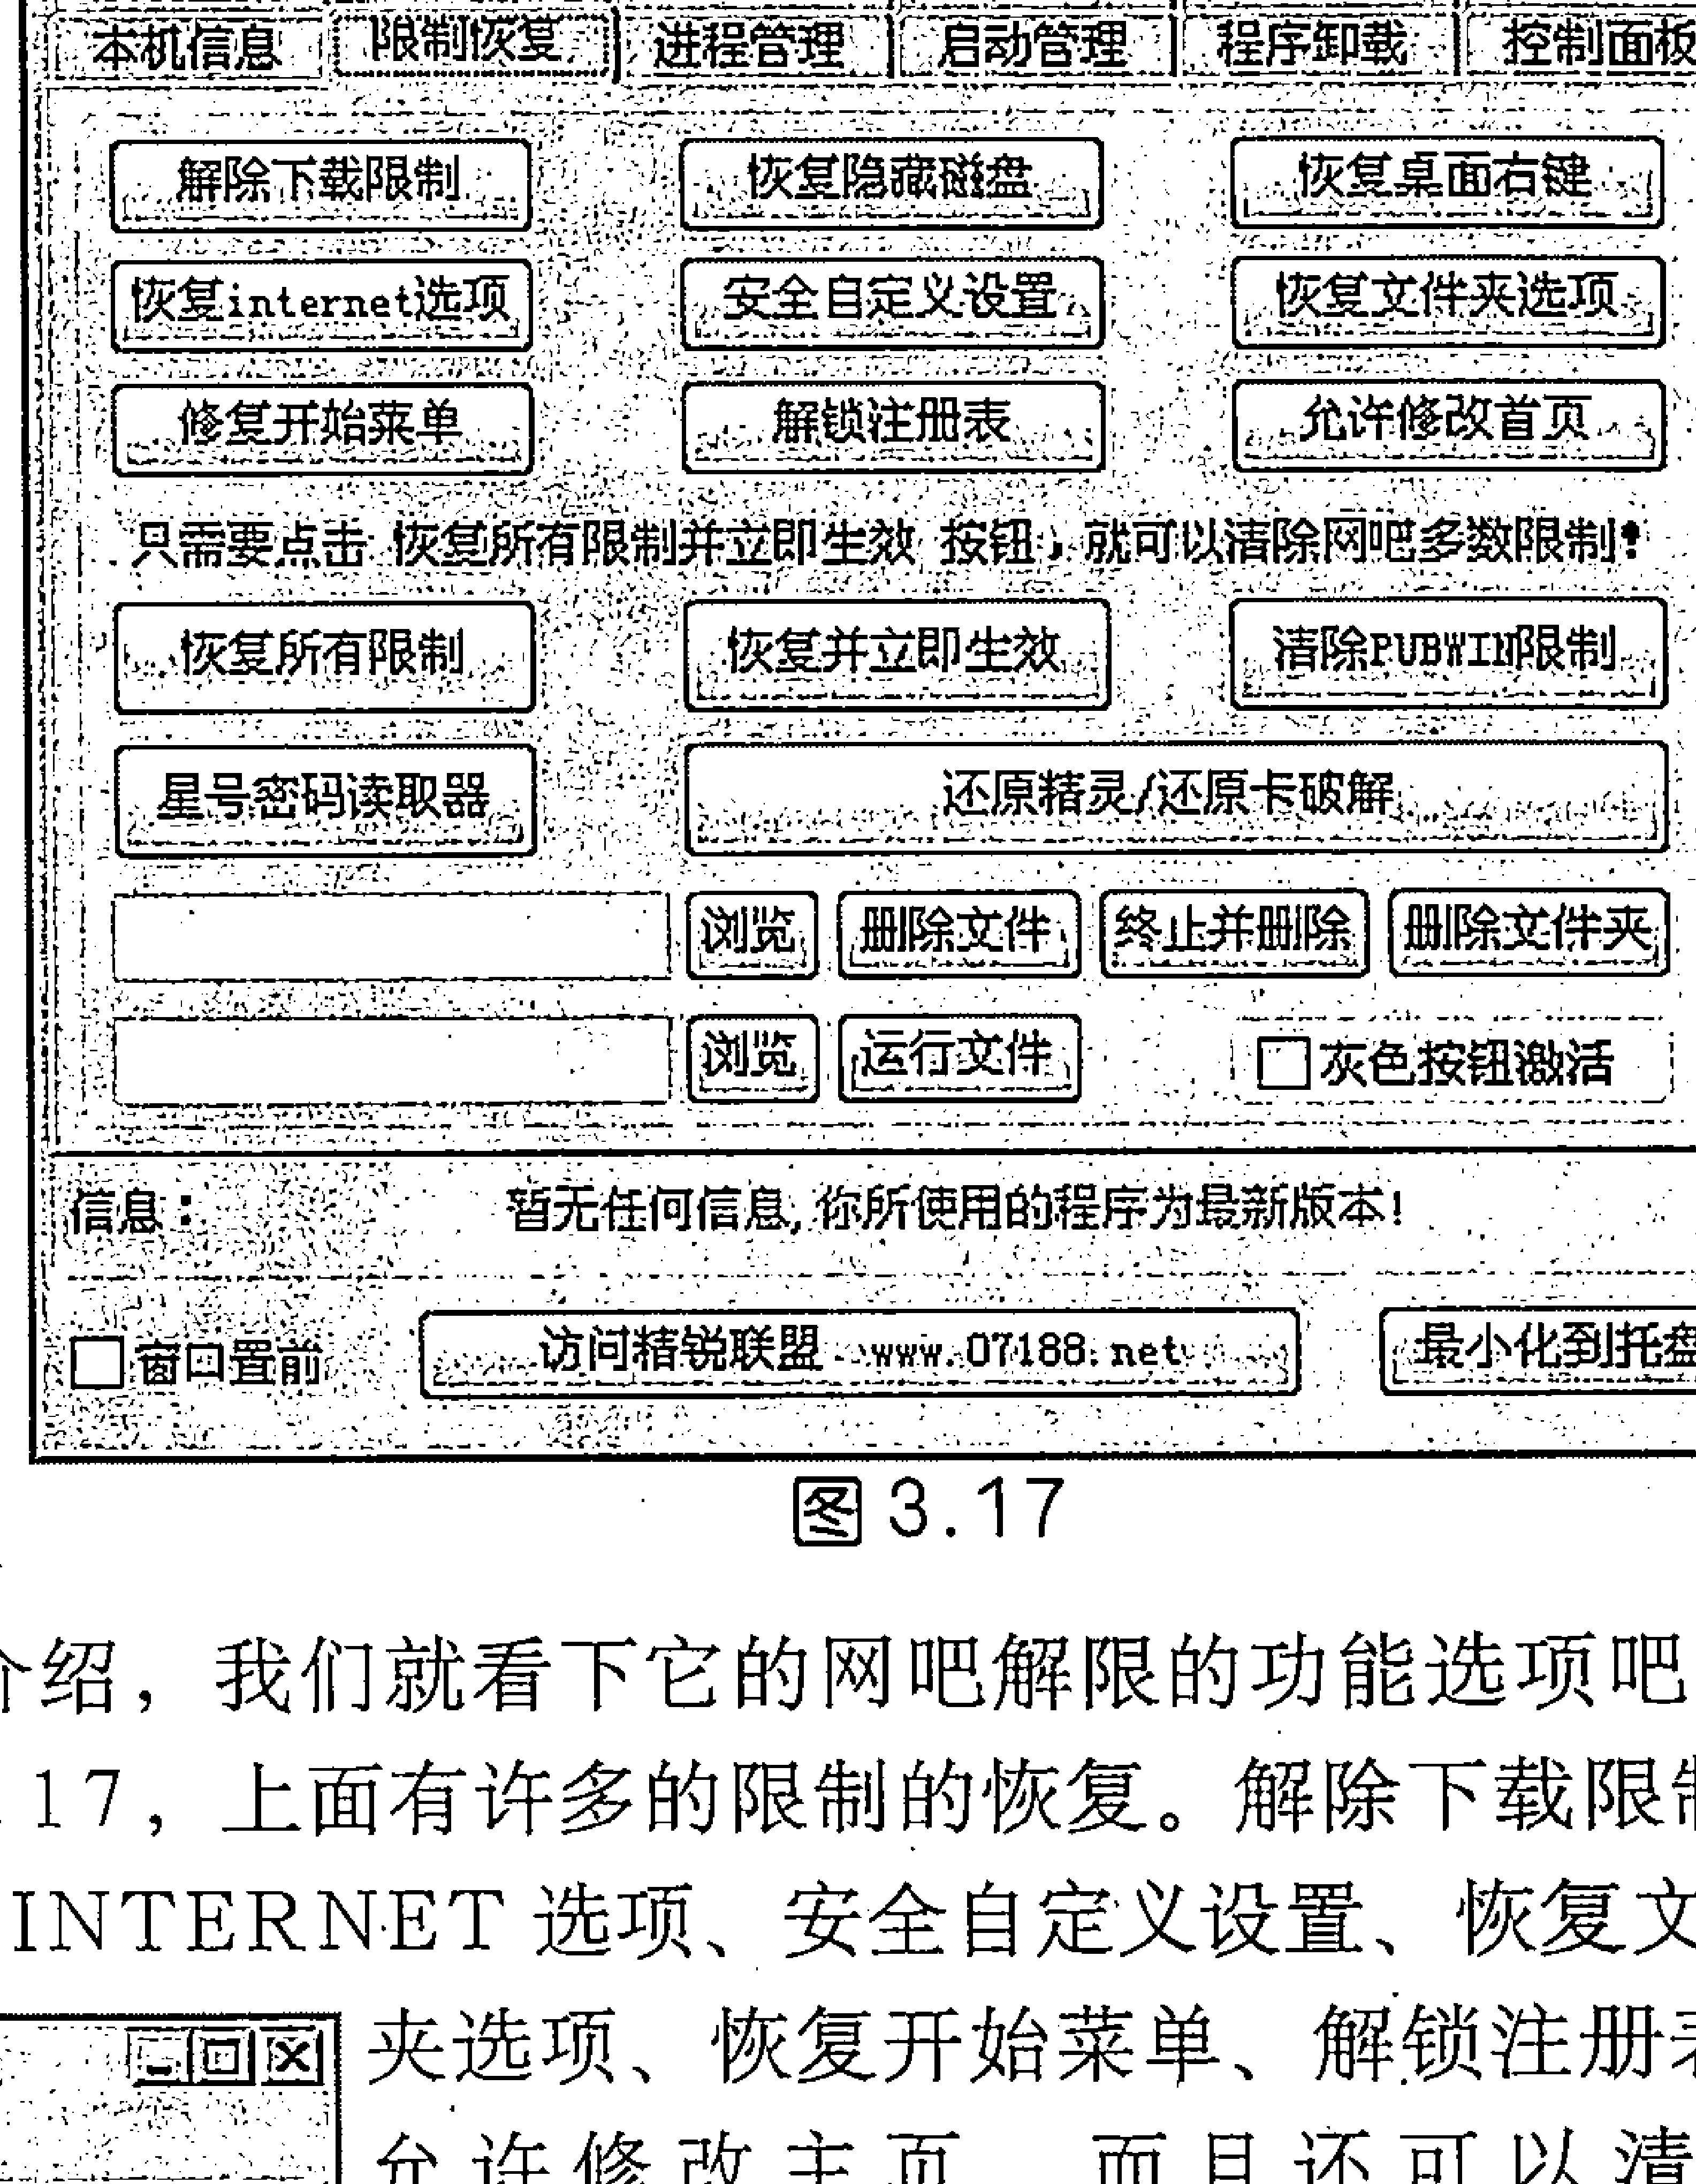 本机信息 限制恢复 进程管理 启动管理 程序卸载 控制面板
解除下载限制 恢复隐藏磁盘 恢复桌面右键
恢复internet选项 安全自定义设置 恢复文件夹选项
修复开始菜单 解锁注册表 允许修改首页
只需要点击 恢复所有限制并立即生效 按钮，就可以清除网吧多数限制！
恢复所有限制 恢复并立即生效 清除PUBWIN限制
星号密码读取器 还原精灵/还原卡破解
浏览 删除文件 终止并删除 删除文件夹
浏览 运行文件 灰色按钮激活
信息： 暂无任何信息,你所使用的程序为最新版本!
窗口置前 访问精锐联盟 www.07188.net 最小化到托盘
图 3.17
介绍，我们就看下它的网吧解限的功能选项吧
.17，上面有许多的限制的恢复。解除下载限制
INTERNET 选项、安全自定义设置、恢复文
夹选项、恢复开始菜单、解锁注册表
允许修改主页，而且还可以清